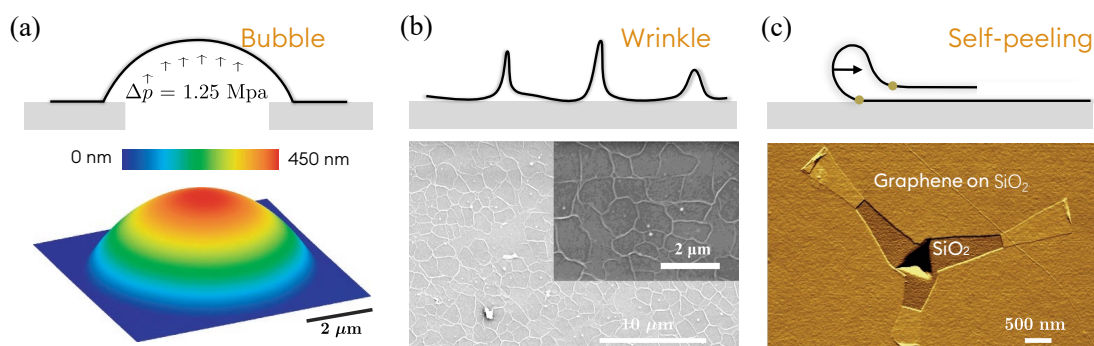 (a)
Bubble
Δp = 1.25 Mpa
0 nm
450 nm
2 μm
(b)
Wrinkle
2 μm
10 μm
(c)
Self-peeling
Graphene on SiO₂
SiO₂
500 nm